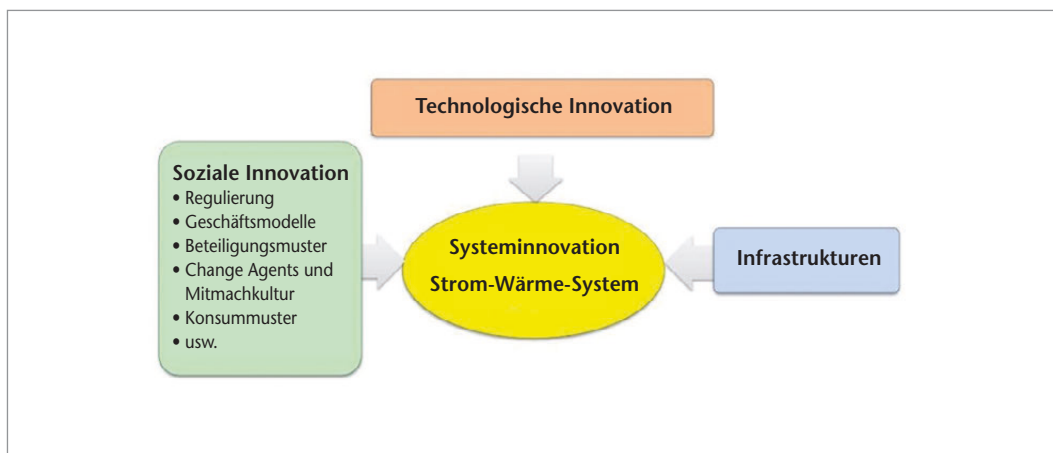 Technologische Innovation
Soziale Innovation
• Regulierung
• Geschäftsmodelle
• Beteiligungsmuster
• Change Agents und
Mitmachkultur
• Konsummuster
• usw.
Systeminnovation
Strom-Wärme-System
Infrastrukturen